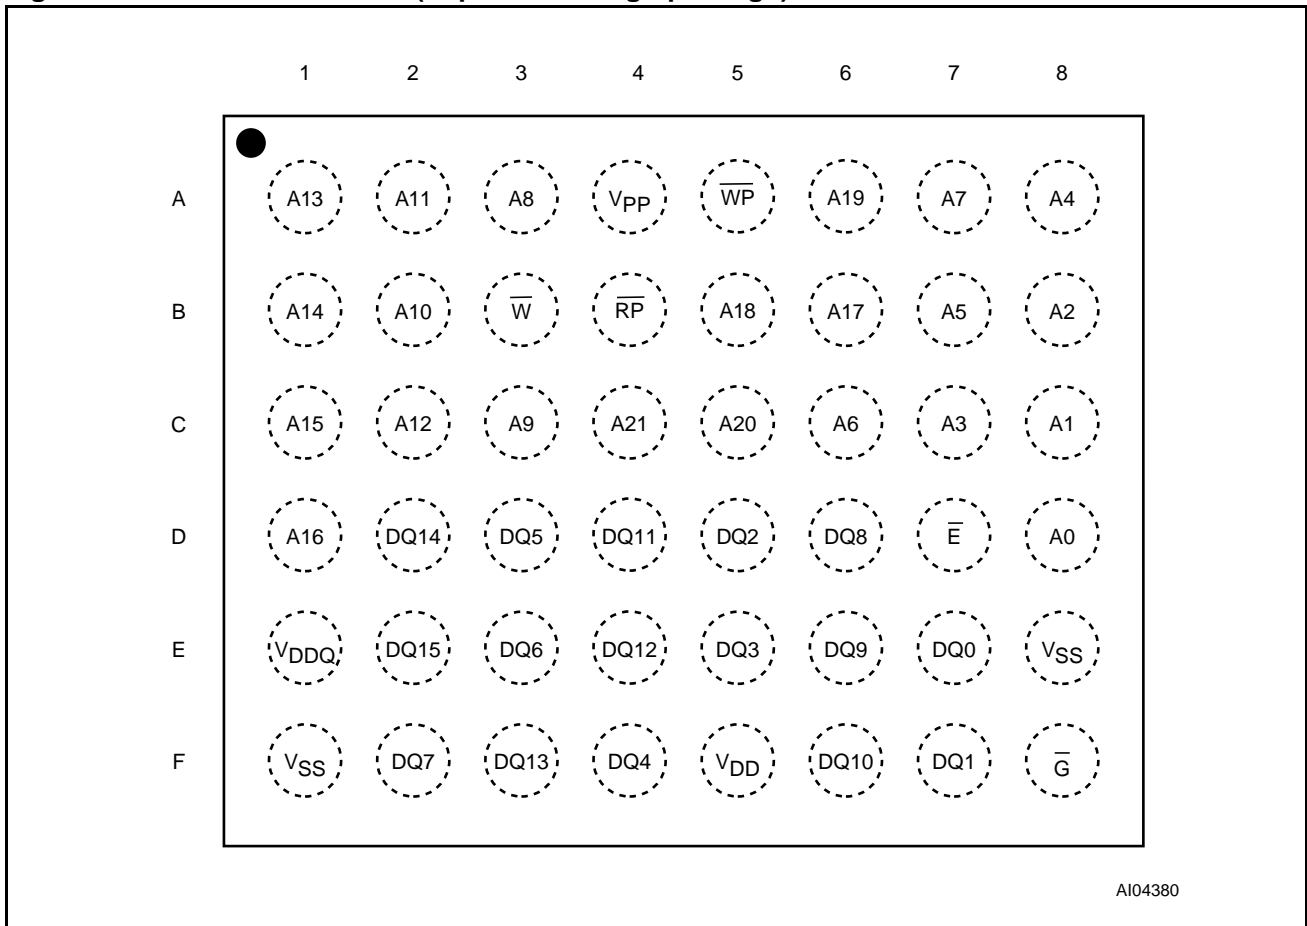 1 2 3 4 5 6 7 8
A A13 A11 A8 VPP W̅P̅ A19 A7 A4
B A14 A10 W̅ R̅P̅ A18 A17 A5 A2
C A15 A12 A9 A21 A20 A6 A3 A1
D A16 DQ14 DQ5 DQ11 DQ2 DQ8 E̅ A0
E VDDQ DQ15 DQ6 DQ12 DQ3 DQ9 DQ0 VSS
F VSS DQ7 DQ13 DQ4 VDD DQ10 DQ1 G̅
AI04380